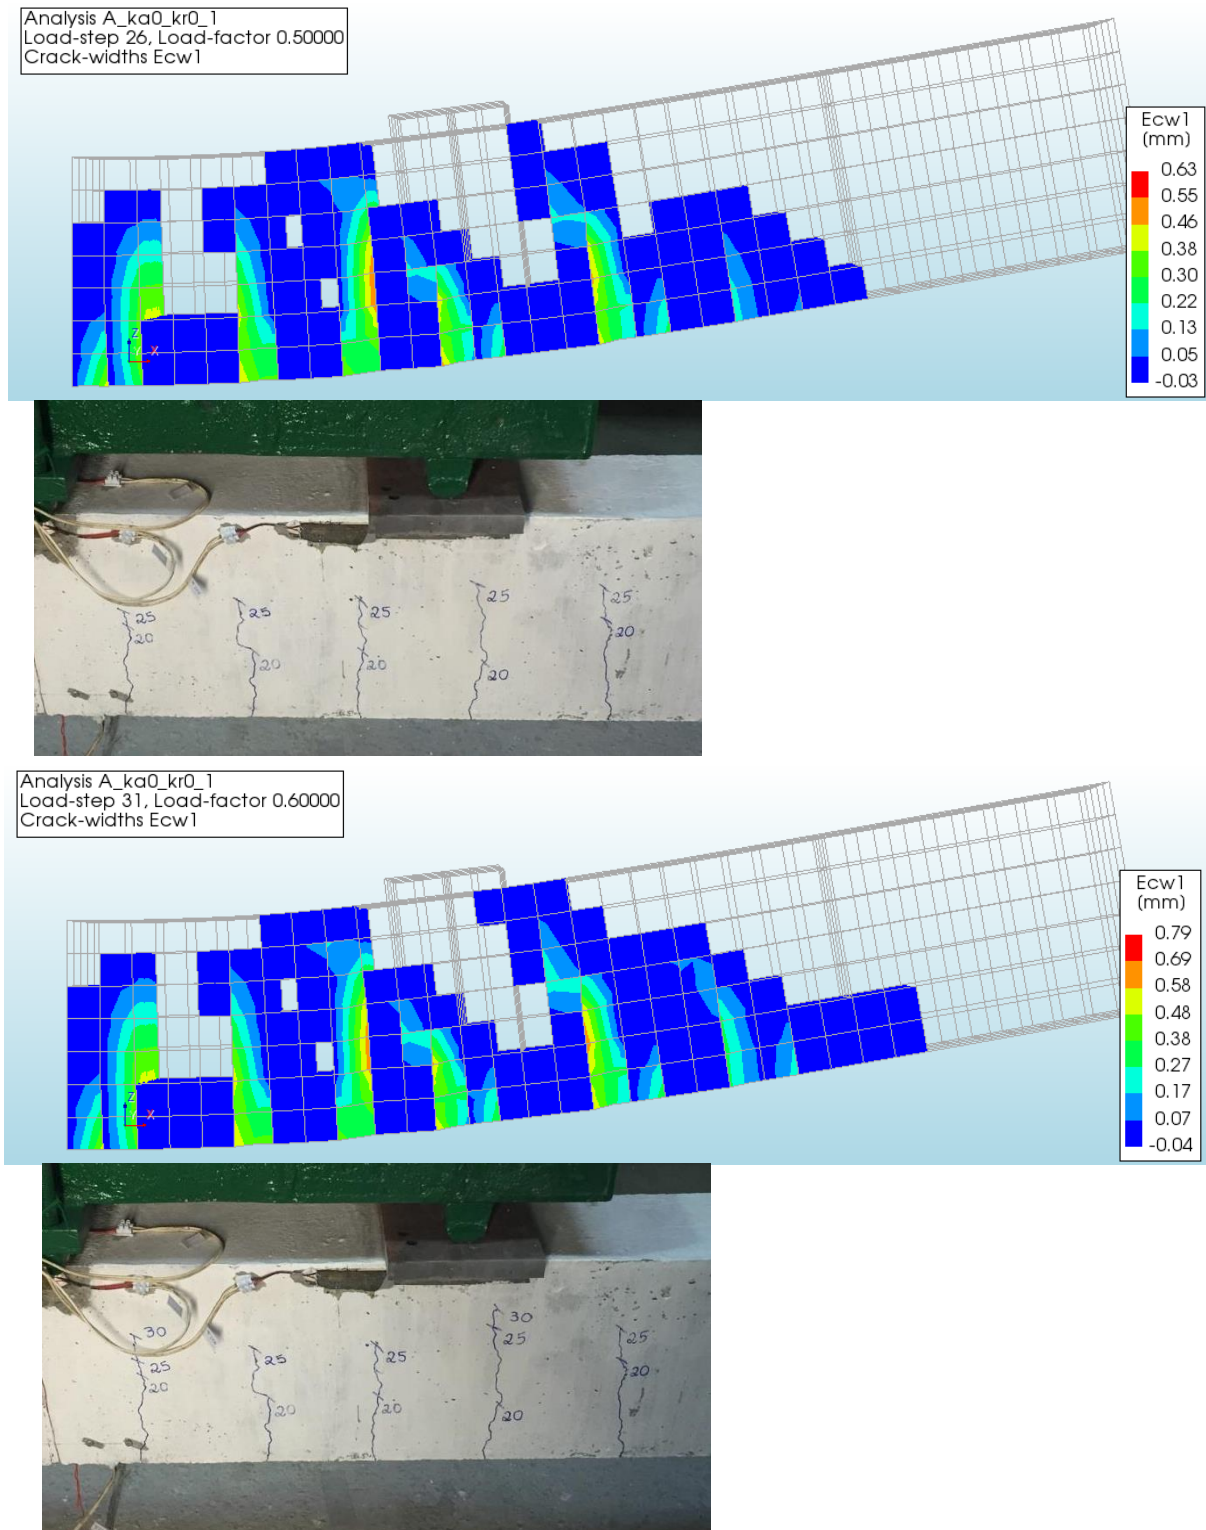 Analysis A_ka0_kr0_1
Load-step 26, Load-factor 0.50000
Crack-widths Ecw1
Ecw1
(mm)
0.63
0.55
0.46
0.38
0.30
0.22
0.13
0.05
-0.03
Z
Y X
25
20
25
20
25
20
25
20
25
20
Analysis A_ka0_kr0_1
Load-step 31, Load-factor 0.60000
Crack-widths Ecw1
Ecw1
(mm)
0.79
0.69
0.58
0.48
0.38
0.27
0.17
0.07
-0.04
Z
Y X
30
25
20
25
20
25
20
30
25
20
25
20